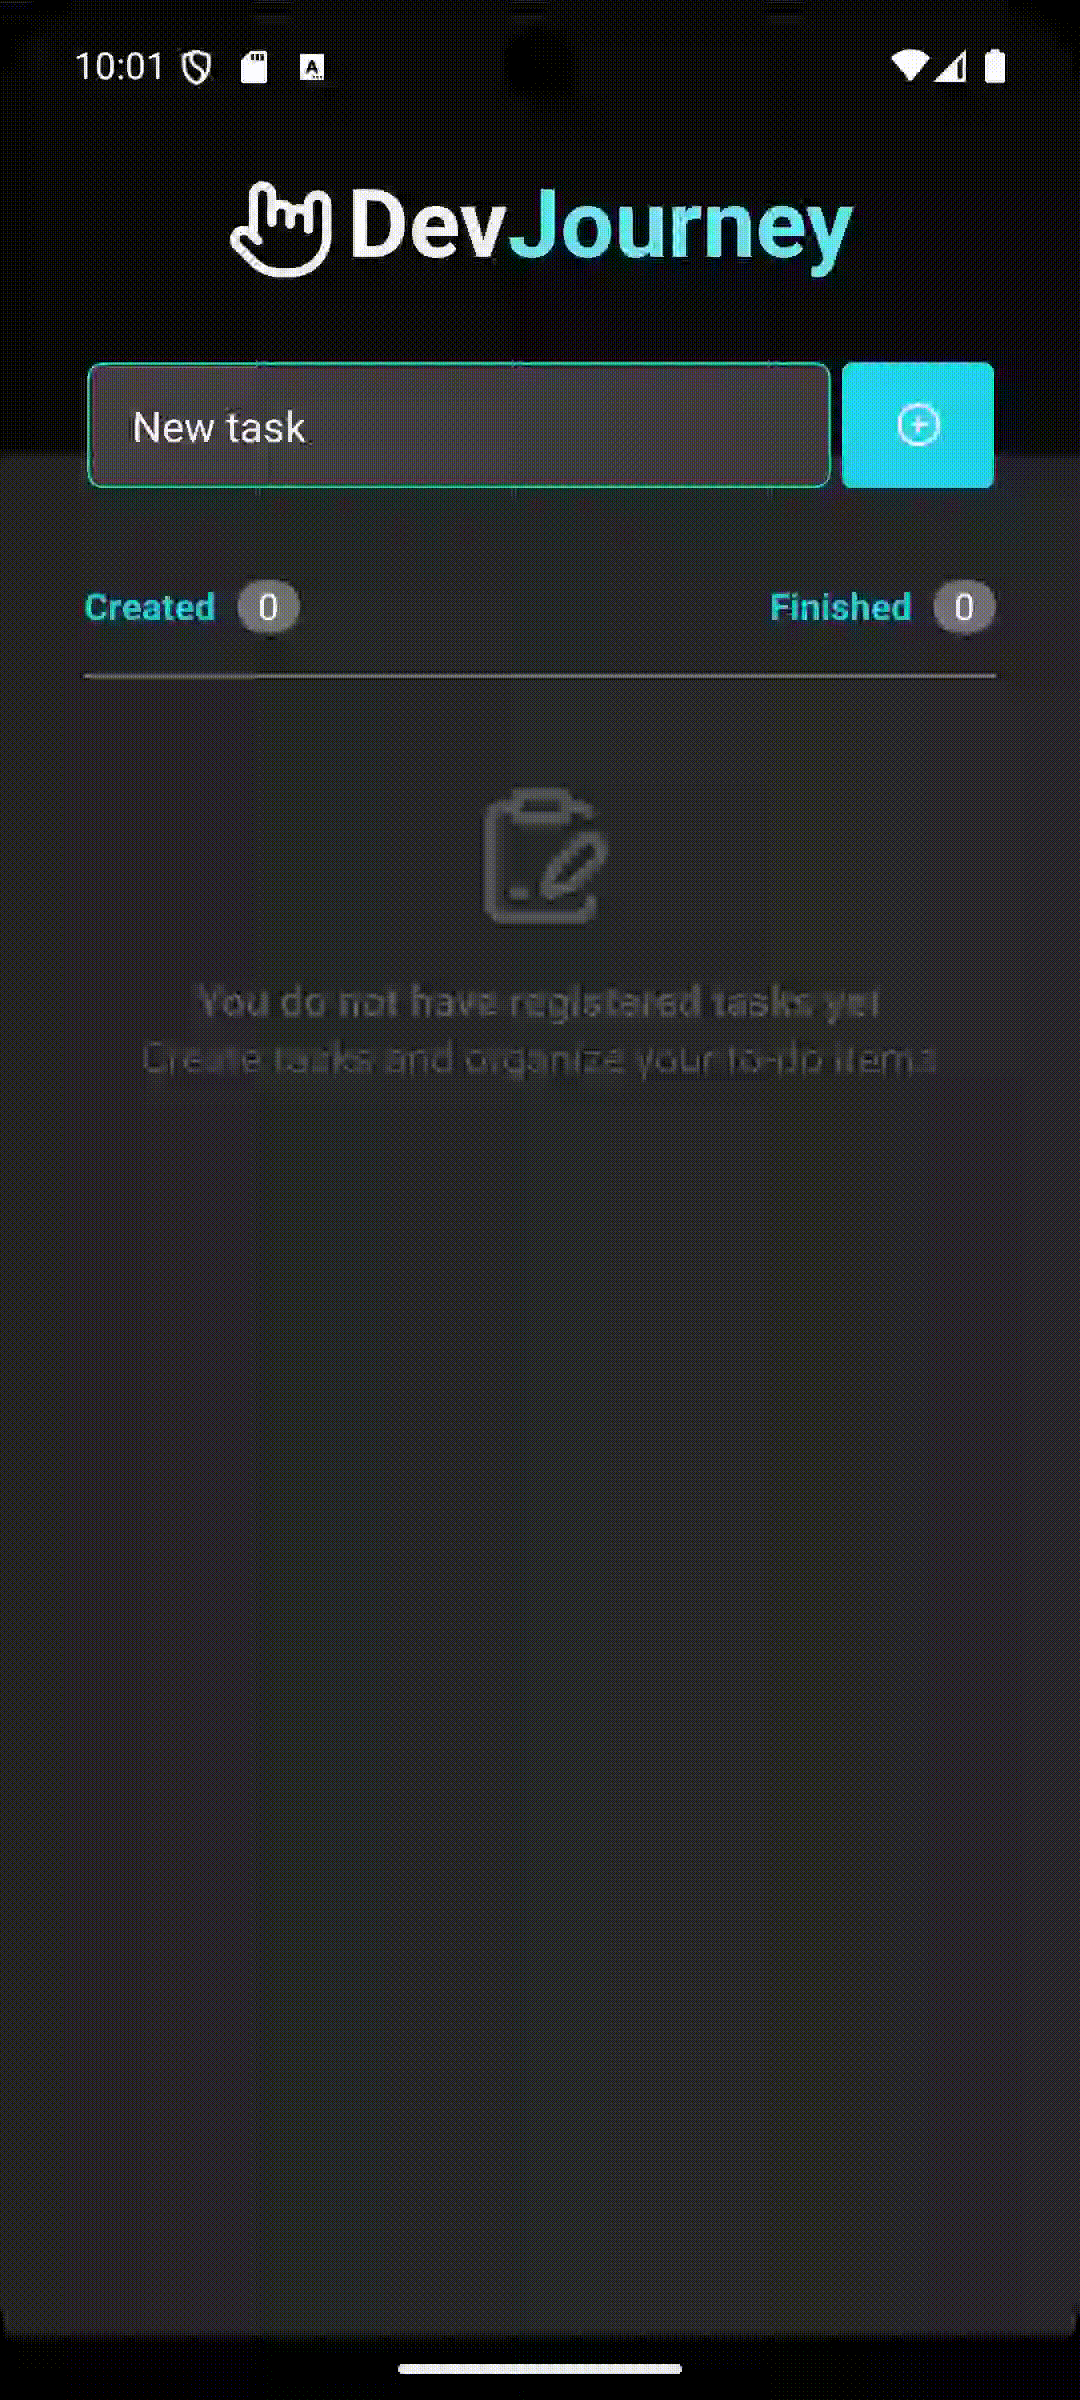 10:01
DevJourney
New task
Created 0
Finished 0
You do not have registered tasks yet
Create tasks and organize your to-do items